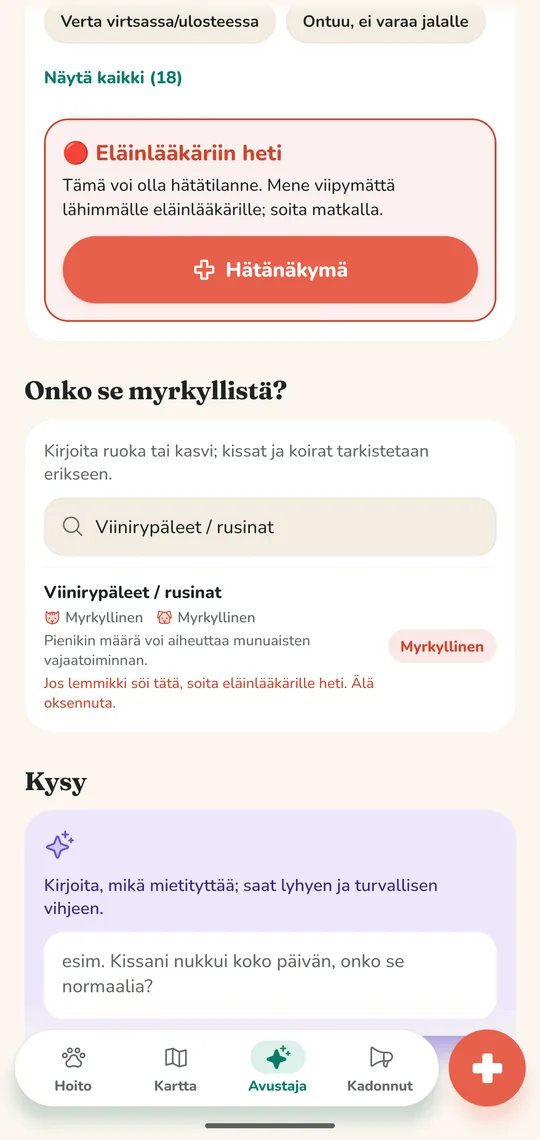 Verta virtsassa/ulosteessa
Ontuu, ei varaa jalalle
Näytä kaikki (18)
Eläinlääkäriin heti
Tämä voi olla hätätilanne. Mene viipymättä
lähimmälle eläinlääkärille; soita matkalla.
Hätänäkymä
Onko se myrkyllistä?
Kirjoita ruoka tai kasvi; kissat ja koirat tarkistetaan
erikseen.
Viinirypäleet / rusinat
Viinirypäleet / rusinat
Myrkyllinen Myrkyllinen
Pienikin määrä voi aiheuttaa munuaisten
vajaatoiminnan.
Myrkyllinen
Jos lemmikki söi tätä, soita eläinlääkärille heti. Älä
oksennuta.
Kysy
Kirjoita, mikä mietityttää; saat lyhyen ja turvallisen
vihjeen.
esim. Kissani nukkui koko päivän, onko se
normaalia?
Hoito
Kartta
Avustaja
Kadonnut